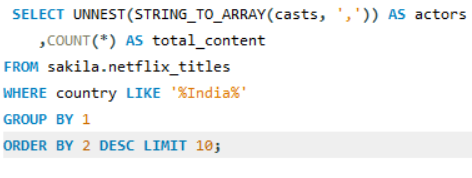 SELECT UNNEST(STRING_TO_ARRAY(casts, ',')) AS actors
,COUNT(*) AS total_content
FROM sakila.netflix_titles
WHERE country LIKE '%India%'
GROUP BY 1
ORDER BY 2 DESC LIMIT 10;